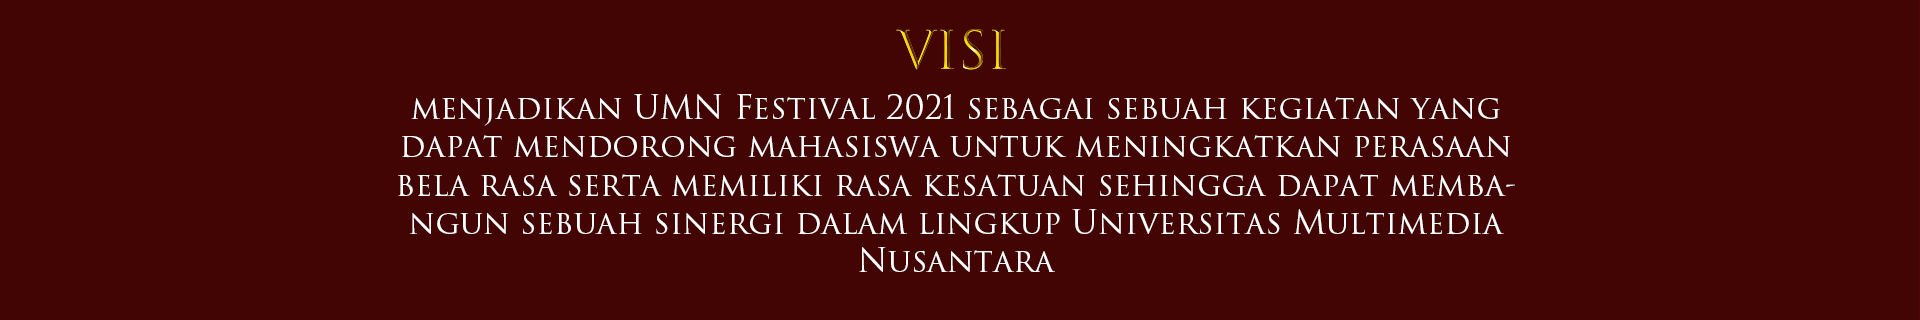 VISI
menjadikan UMN Festival 2021 sebagai sebuah kegiatan yang
dapat mendorong mahasiswa untuk meningkatkan perasaan
bela rasa serta memiliki rasa kesatuan sehingga dapat memba-
ngun sebuah sinergi dalam lingkup Universitas Multimedia
Nusantara